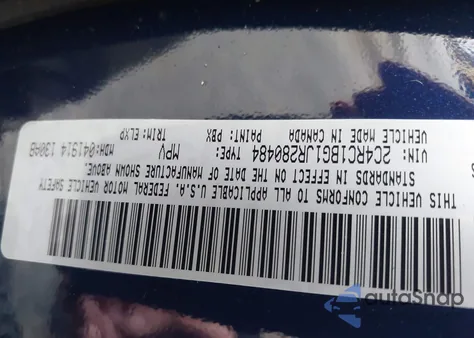 THIS VEHICLE CONFORMS TO ALL APPLICABLE U.S.A. FEDERAL MOTOR VEHICLE SAFETY
STANDARDS IN EFFECT ON THE DATE OF MANUFACTURE SHOWN ABOVE.
VIN: 2C4RC1BG1JR280484 TYPE: MPV MDH:041914 130AB
VEHICLE MADE IN CANADA PAINT: PBX TRIM: ELXP
autoSnap